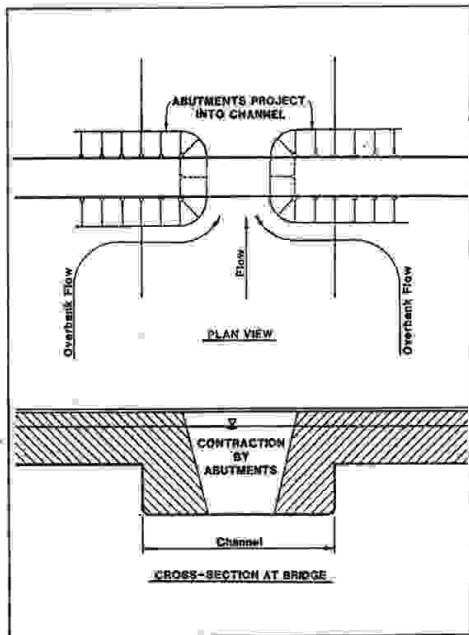 ABUTMENTS PROJECT
INTO CHANNEL
Overbank Flow
Flow
Overbank Flow
PLAN VIEW
CONTRACTION
BY
ABUTMENTS
Channel
CROSS-SECTION AT BRIDGE